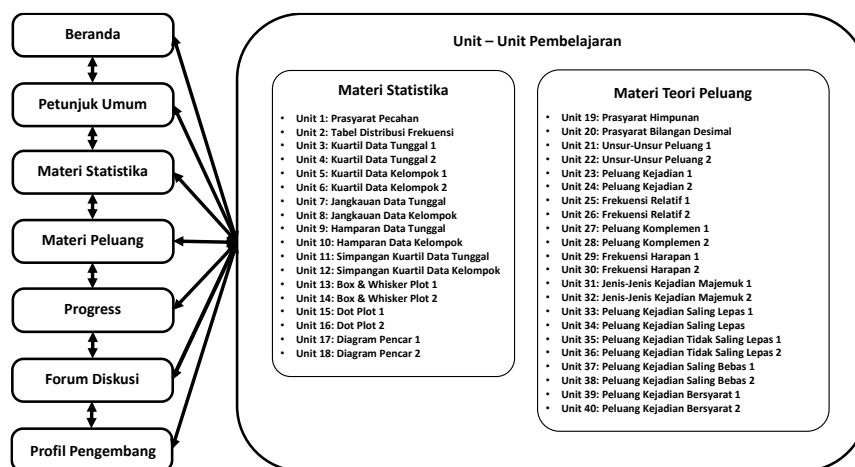 Beranda
Petunjuk Umum
Materi Statistika
Materi Peluang
Progress
Forum Diskusi
Profil Pengembang
Unit – Unit Pembelajaran
Materi Statistika
• Unit 1: Prasyarat Pecahan
• Unit 2: Tabel Distribusi Frekuensi
• Unit 3: Kuartil Data Tunggal 1
• Unit 4: Kuartil Data Tunggal 2
• Unit 5: Kuartil Data Kelompok 1
• Unit 6: Kuartil Data Kelompok 2
• Unit 7: Jangkauan Data Tunggal
• Unit 8: Jangkauan Data Kelompok
• Unit 9: Hamparan Data Tunggal
• Unit 10: Hamparan Data Kelompok
• Unit 11: Simpangan Kuartil Data Tunggal
• Unit 12: Simpangan Kuartil Data Kelompok
• Unit 13: Box & Whisker Plot 1
• Unit 14: Box & Whisker Plot 2
• Unit 15: Dot Plot 1
• Unit 16: Dot Plot 2
• Unit 17: Diagram Pencar 1
• Unit 18: Diagram Pencar 2
Materi Teori Peluang
• Unit 19: Prasyarat Himpunan
• Unit 20: Prasyarat Bilangan Desimal
• Unit 21: Unsur-Unsur Peluang 1
• Unit 22: Unsur-Unsur Peluang 2
• Unit 23: Peluang Kejadian 1
• Unit 24: Peluang Kejadian 2
• Unit 25: Frekuensi Relatif 1
• Unit 26: Frekuensi Relatif 2
• Unit 27: Peluang Komplemen 1
• Unit 28: Peluang Komplemen 2
• Unit 29: Frekuensi Harapan 1
• Unit 30: Frekuensi Harapan 2
• Unit 31: Jenis-Jenis Kejadian Majemuk 1
• Unit 32: Jenis-Jenis Kejadian Majemuk 2
• Unit 33: Peluang Kejadian Saling Lepas 1
• Unit 34: Peluang Kejadian Saling Lepas
• Unit 35: Peluang Kejadian Tidak Saling Lepas 1
• Unit 36: Peluang Kejadian Tidak Saling Lepas 2
• Unit 37: Peluang Kejadian Saling Bebas 1
• Unit 38: Peluang Kejadian Saling Bebas 2
• Unit 39: Peluang Kejadian Bersyarat 1
• Unit 40: Peluang Kejadian Bersyarat 2